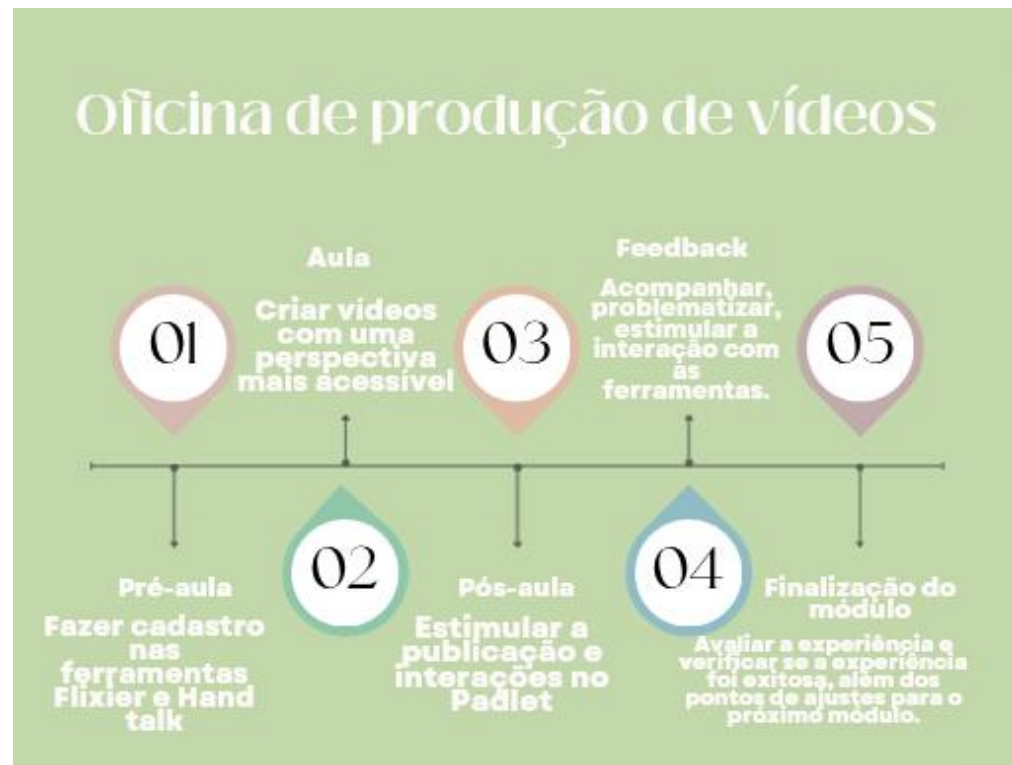 Oficina de produção de vídeos
01
Pré-aula
Fazer cadastro
nas
ferramentas
Flixier e Hand
talk
02
Aula
Criar vídeos
com uma
perspectiva
mais acessível
03
Pós-aula
Estimular a
publicação e
interações no
Padlet
04
Feedback
Acompanhar,
problematizar,
estimular a
interação com
as
ferramentas.
05
Finalização do
módulo
Avaliar a experiência e
verificar se a experiência
foi exitosa, além dos
pontos de ajustes para o
próximo módulo.